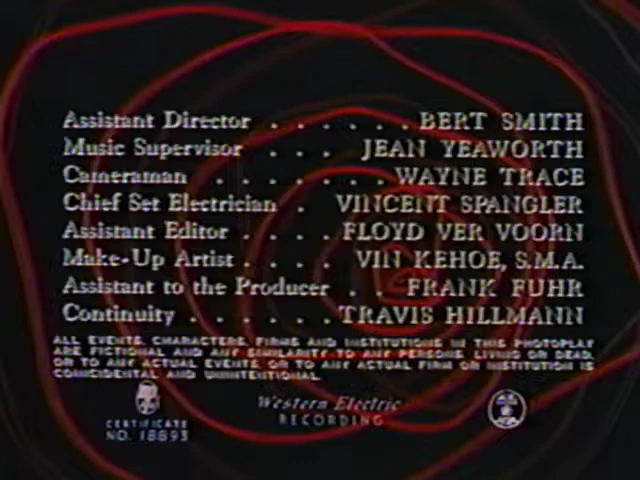 Assistant Director . . . . . . BERT SMITH
Music Supervisor . . . JEAN YEAWORTH
Cameraman . . . . . . . WAYNE TRACE
Chief Set Electrician . VINCENT SPANGLER
Assistant Editor . . . . FLOYD VER VOORN
Make-Up Artist . . . . VIN KEHOE, S.M.A.
Assistant to the Producer . . FRANK FUHR
Continuity . . . . . . TRAVIS HILLMANN
ALL EVENTS, CHARACTERS, FIRMS AND INSTITUTIONS IN THIS PHOTOPLAY
ARE FICTIONAL AND ANY SIMILARITY TO ANY PERSONS LIVING OR DEAD,
OR TO ANY ACTUAL EVENTS, OR TO ANY ACTUAL FIRM OR INSTITUTION IS
COINCIDENTAL AND UNINTENTIONAL.
Western Electric
RECORDING
CERTIFICATE
NO. 18893